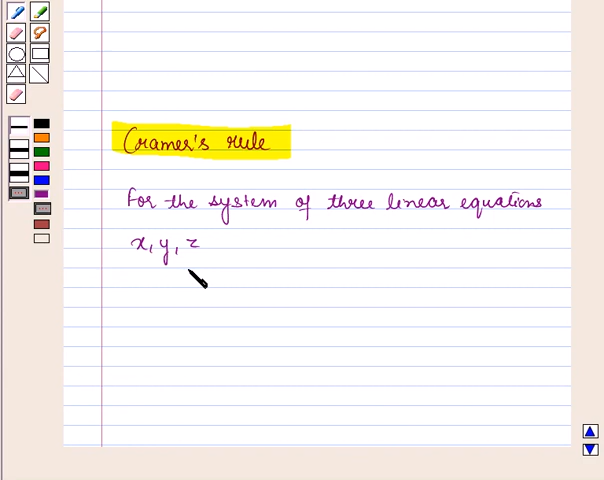 Cramer's rule
For the system of three linear equations
x, y, z